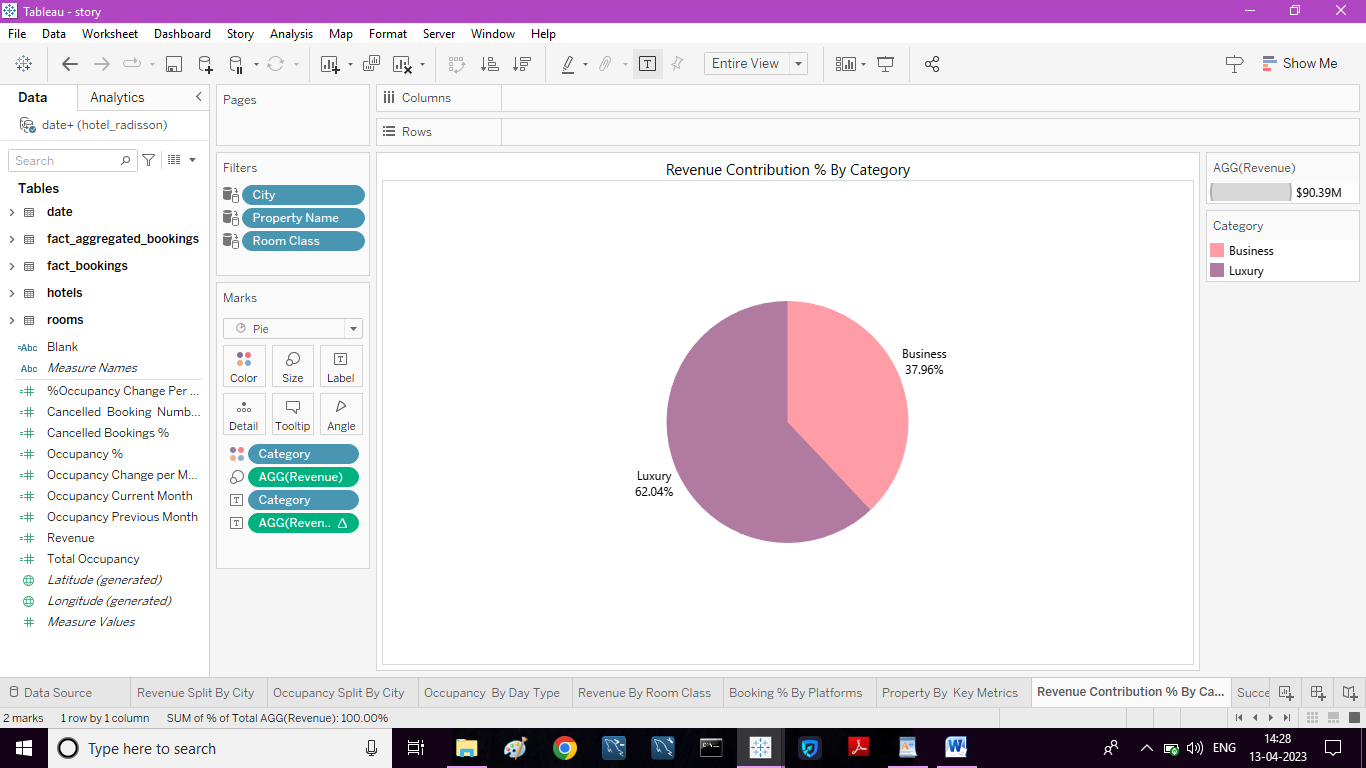 Tableau - story
File Data Worksheet Dashboard Story Analysis Map Format Server Window Help
Entire View
Show Me
Data Analytics
date+ (hotel_radisson)
Search
Tables
date
fact_aggregated_bookings
fact_bookings
hotels
rooms
=Abc Blank
Abc Measure Names
%Occupancy Change Per ...
Cancelled Booking Numb...
Cancelled Bookings %
Occupancy %
Occupancy Change per M...
Occupancy Current Month
Occupancy Previous Month
Revenue
Total Occupancy
Latitude (generated)
Longitude (generated)
Measure Values
Pages
Filters
City
Property Name
Room Class
Marks
Pie
Color Size Label
Detail Tooltip Angle
Category
AGG(Revenue)
Category
AGG(Reven..
Columns
Rows
Revenue Contribution % By Category
Business
37.96%
Luxury
62.04%
AGG(Revenue)
$90.39M
Category
Business
Luxury
Data Source Revenue Split By City Occupancy Split By City Occupancy By Day Type Revenue By Room Class Booking % By Platforms Property By Key Metrics Revenue Contribution % By Ca... Succe
2 marks 1 row by 1 column SUM of % of Total AGG(Revenue): 100.00%
Type here to search
ENG
14:28
13-04-2023